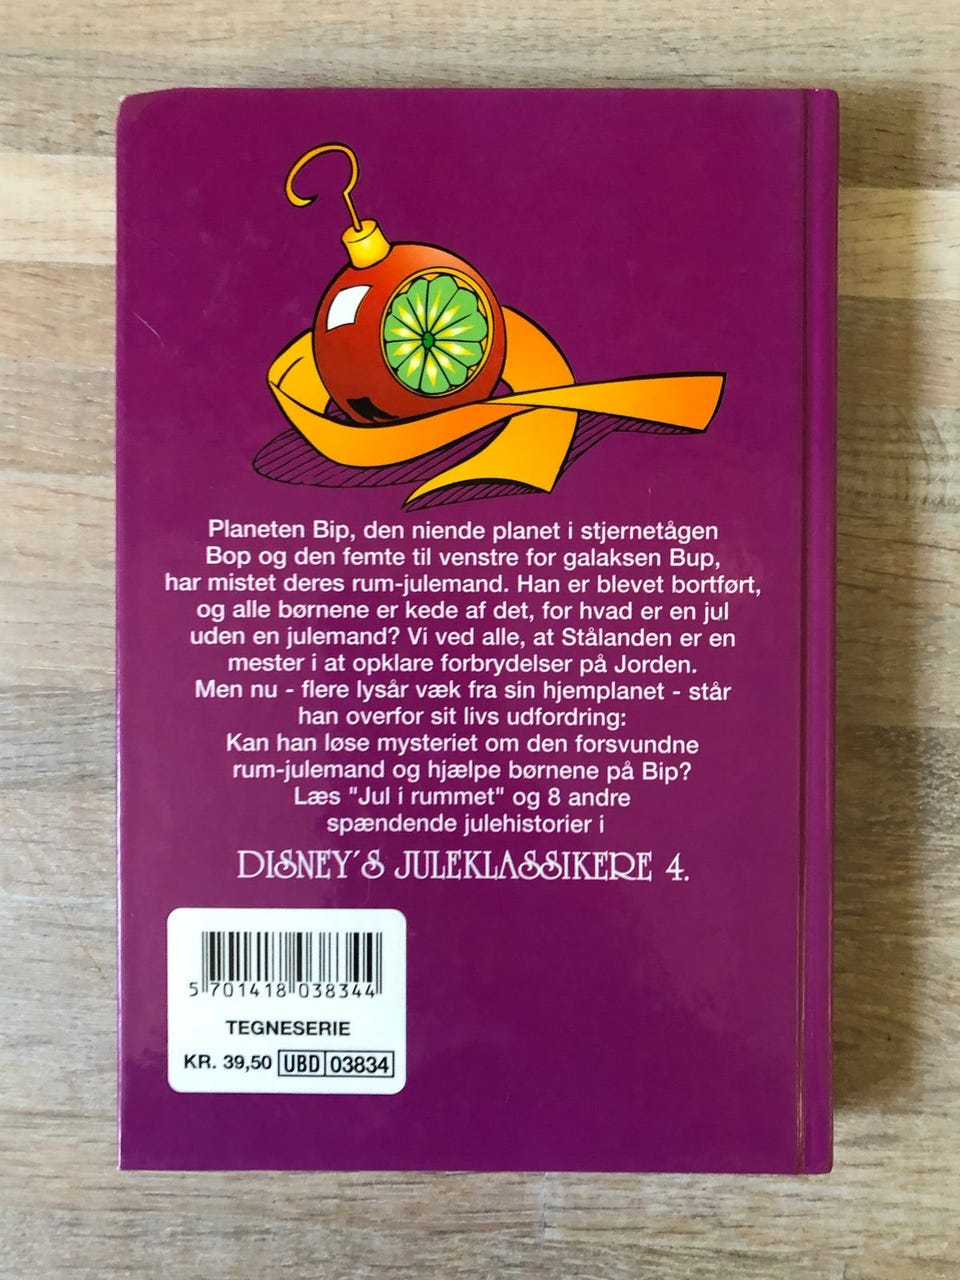 Planeten Bip, den niende planet i stjernetågen
Bop og den femte til venstre for galaksen Bup,
har mistet deres rum-julemand. Han er blevet bortført,
og alle børnene er kede af det, for hvad er en jul
uden en julemand? Vi ved alle, at Stålanden er en
mester i at opklare forbrydelser på Jorden.
Men nu - flere lysår væk fra sin hjemplanet - står
han overfor sit livs udfordring:
Kan han løse mysteriet om den forsvundne
rum-julemand og hjælpe børnene på Bip?
Læs "Jul i rummet" og 8 andre
spændende julehistorier i
DISNEY´S JULEKLASSIKERE 4.
5 701418 038344
TEGNESERIE
KR. 39,50 UBD 03834